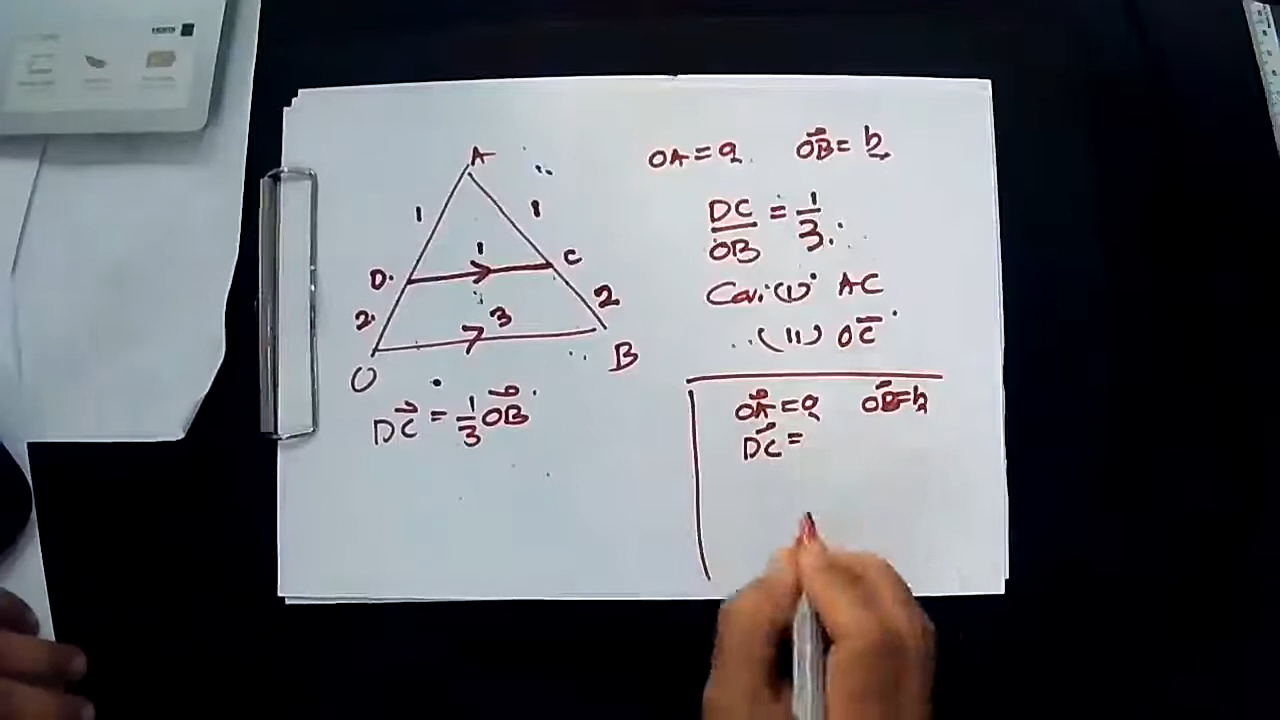 A
1
1
D
1
C
2
3
2
O
B
DC = 1/3 OB
OA = a OB = b
DC/OB = 1/3
(i) AC
(ii) OC
OA = a OB = b
DC =